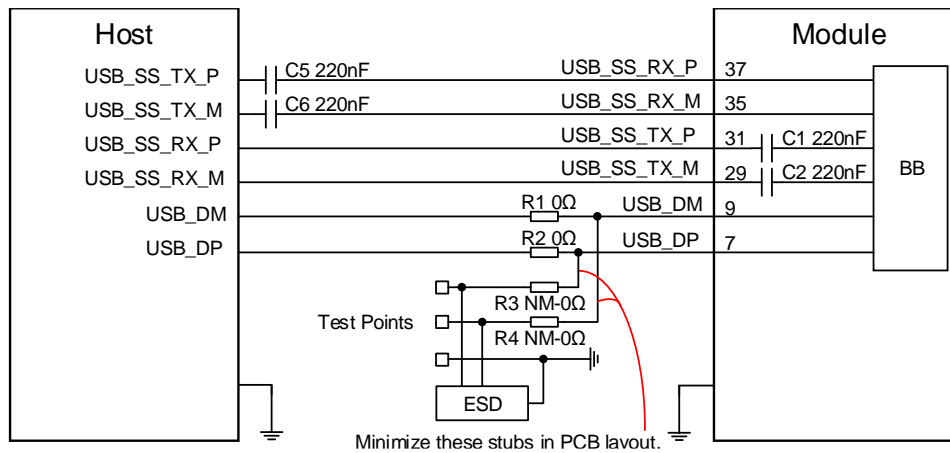 Host
Module
USB_SS_TX_P
C5 220nF
USB_SS_RX_P
37
USB_SS_TX_M
C6 220nF
USB_SS_RX_M
35
USB_SS_RX_P
USB_SS_TX_P
31
C1 220nF
USB_SS_RX_M
USB_SS_TX_M
29
C2 220nF
BB
USB_DM
R1 0Ω
USB_DM
9
USB_DP
R2 0Ω
USB_DP
7
R3 NM-0Ω
Test Points
R4 NM-0Ω
ESD
Minimize these stubs in PCB layout.